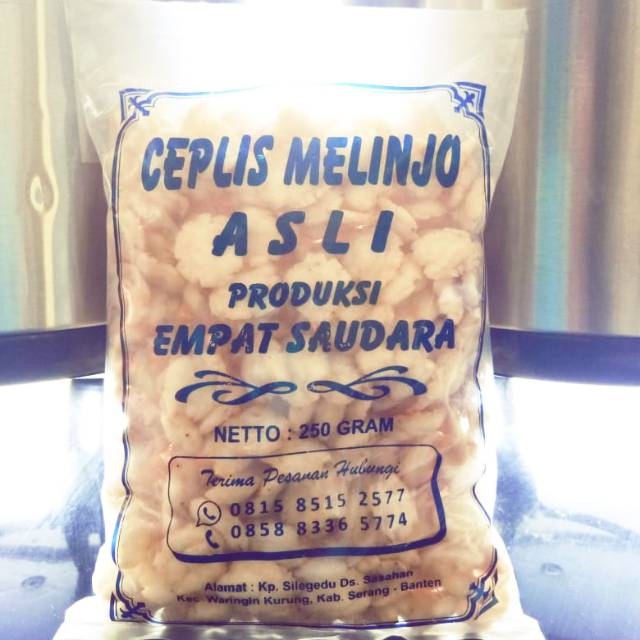 CEPLIS MELINJO
ASLI
PRODUKSI
EMPAT SAUDARA
NETTO : 250 GRAM
Terima Pesanan Hubungi
0815 8515 2577
0858 8336 5774
Alamat : Kp. Silegedu Ds. Sasahan
Kec. Waringin Kurung, Kab. Serang - Banten